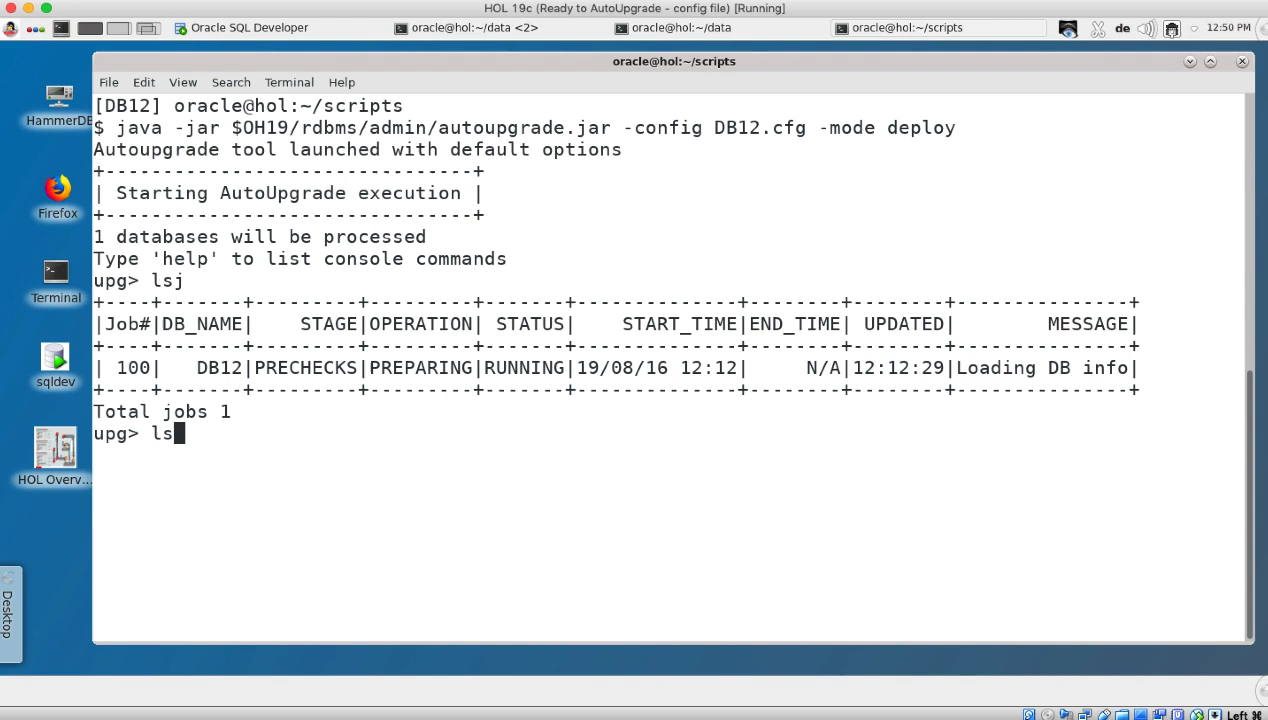 HOL 19c (Ready to AutoUpgrade - config file) [Running]
Oracle SQL Developer
oracle@hol:~/data <2>
oracle@hol:~/data
oracle@hol:~/scripts
de
12:50 PM
oracle@hol:~/scripts
File Edit View Search Terminal Help
[DB12] oracle@hol:~/scripts
$ java -jar $OH19/rdbms/admin/autoupgrade.jar -config DB12.cfg -mode deploy
Autoupgrade tool launched with default options
+--------------------------------+
| Starting AutoUpgrade execution |
+--------------------------------+
1 databases will be processed
Type 'help' to list console commands
upg> lsj
+----+-------+---------+---------+-------+--------------+--------+--------+---------------+
|Job#|DB_NAME|    STAGE|OPERATION| STATUS|    START_TIME|END_TIME| UPDATED|        MESSAGE|
+----+-------+---------+---------+-------+--------------+--------+--------+---------------+
| 100|   DB12|PRECHECKS|PREPARING|RUNNING|19/08/16 12:12|     N/A|12:12:29|Loading DB info|
+----+-------+---------+---------+-------+--------------+--------+--------+---------------+
Total jobs 1
upg> ls
HammerDB
Firefox
Terminal
sqldev
HOL Overv...
Desktop
Left ⌘